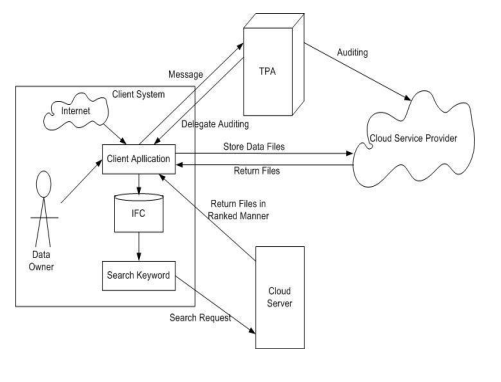 TPA
Auditing
Message
Client System
Internet
Delegate Auditing
Cloud Service Provider
Store Data Files
Client Apllication
Return Files
Return Files in
Ranked Manner
IFC
Data
Owner
Search Keyword
Cloud
Server
Search Request